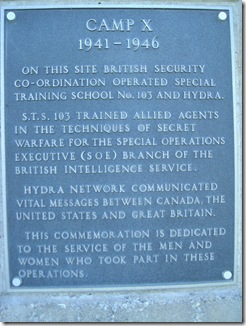 CAMP X
1941-1946
ON THIS SITE BRITISH SECURITY
CO-ORDINATION OPERATED SPECIAL
TRAINING SCHOOL No. 103 AND HYDRA.
S.T.S. 103 TRAINED ALLIED AGENTS
IN THE TECHNIQUES OF SECRET
WARFARE FOR THE SPECIAL OPERATIONS
EXECUTIVE (SOE) BRANCH OF THE
BRITISH INTELLIGENCE SERVICE.
HYDRA NETWORK COMMUNICATED
VITAL MESSAGES BETWEEN CANADA, THE
UNITED STATES AND GREAT BRITAIN.
THIS COMMEMORATION IS DEDICATED
TO THE SERVICE OF THE MEN AND
WOMEN WHO TOOK PART IN THESE
OPERATIONS.